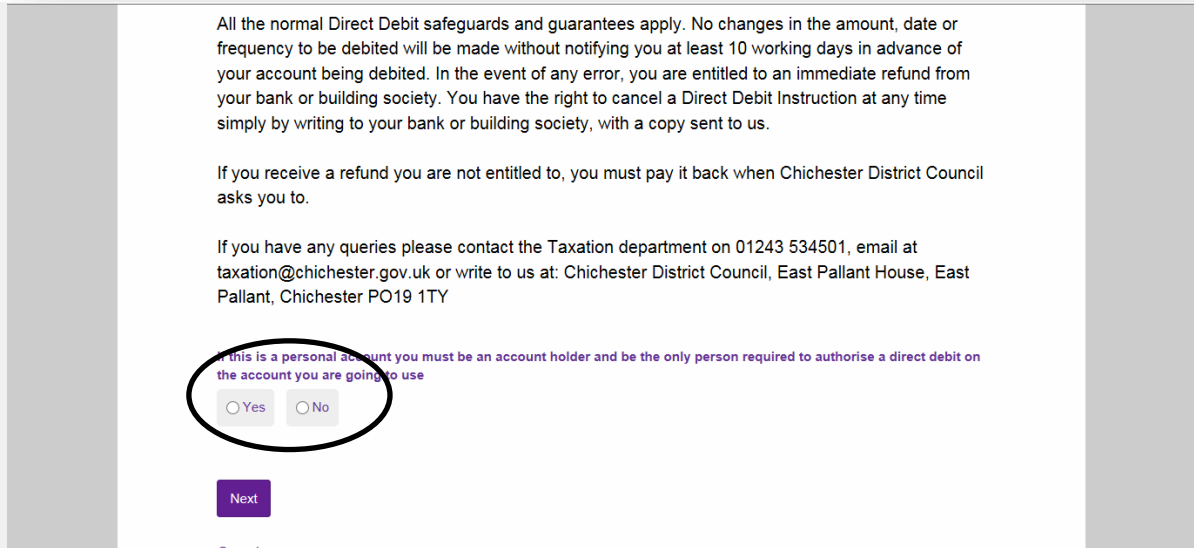 All the normal Direct Debit safeguards and guarantees apply. No changes in the amount, date or
frequency to be debited will be made without notifying you at least 10 working days in advance of
your account being debited. In the event of any error, you are entitled to an immediate refund from
your bank or building society. You have the right to cancel a Direct Debit Instruction at any time
simply by writing to your bank or building society, with a copy sent to us.
If you receive a refund you are not entitled to, you must pay it back when Chichester District Council
asks you to.
If you have any queries please contact the Taxation department on 01243 534501, email at
taxation@chichester.gov.uk or write to us at: Chichester District Council, East Pallant House, East
Pallant, Chichester PO19 1TY
If this is a personal account you must be an account holder and be the only person required to authorise a direct debit on
the account you are going to use
Yes No
Next